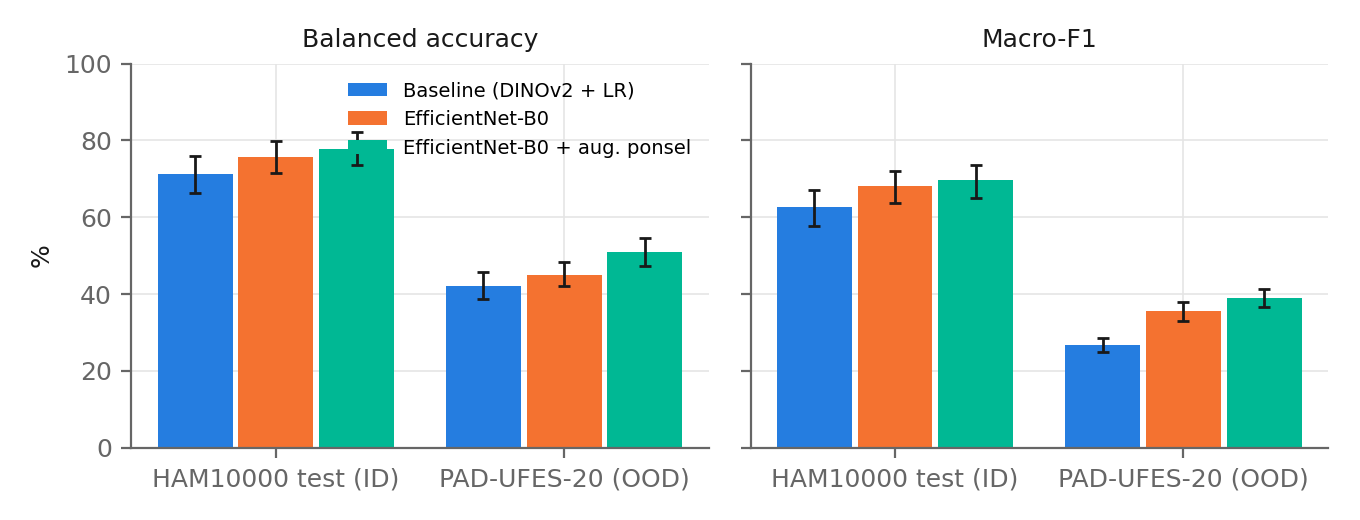 Balanced accuracy
Macro-F1
100
80
60
40
20
0
%
Baseline (DINOv2 + LR)
EfficientNet-B0
EfficientNet-B0 + aug. ponsel
HAM10000 test (ID)
PAD-UFES-20 (OOD)
HAM10000 test (ID)
PAD-UFES-20 (OOD)